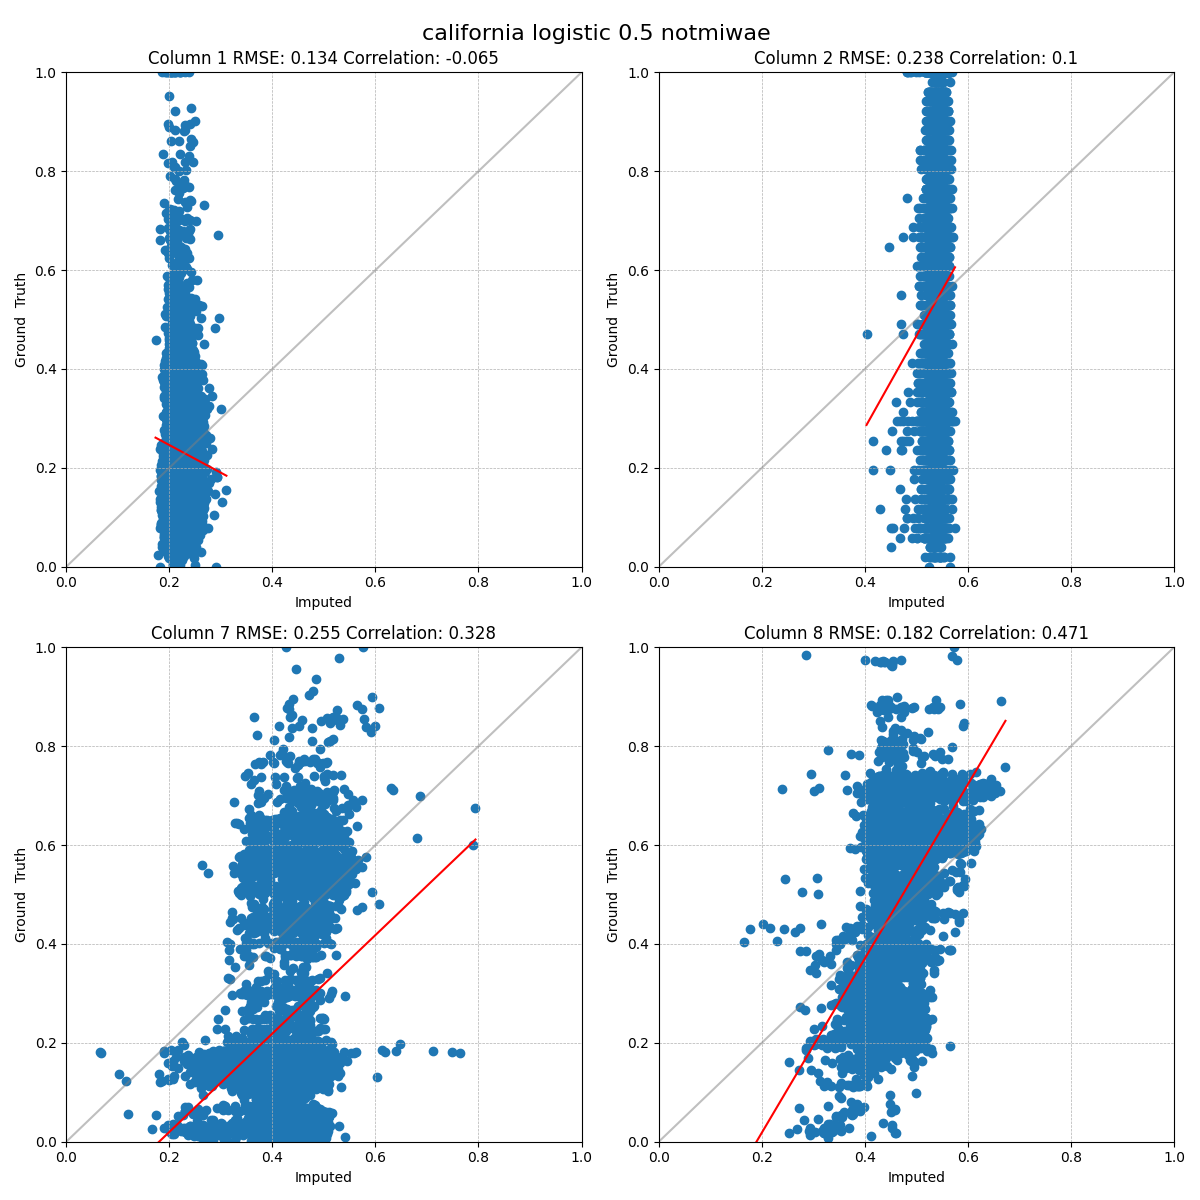 california logistic 0.5 notmiwae
Column 1 RMSE: 0.134 Correlation: -0.065
1.0
0.8
0.6
0.4
0.2
0.0
Ground Truth
0.0 0.2 0.4 0.6 0.8 1.0
Imputed
Column 2 RMSE: 0.238 Correlation: 0.1
1.0
0.8
0.6
0.4
0.2
0.0
Ground Truth
0.0 0.2 0.4 0.6 0.8 1.0
Imputed
Column 7 RMSE: 0.255 Correlation: 0.328
1.0
0.8
0.6
0.4
0.2
0.0
Ground Truth
0.0 0.2 0.4 0.6 0.8 1.0
Imputed
Column 8 RMSE: 0.182 Correlation: 0.471
1.0
0.8
0.6
0.4
0.2
0.0
Ground Truth
0.0 0.2 0.4 0.6 0.8 1.0
Imputed